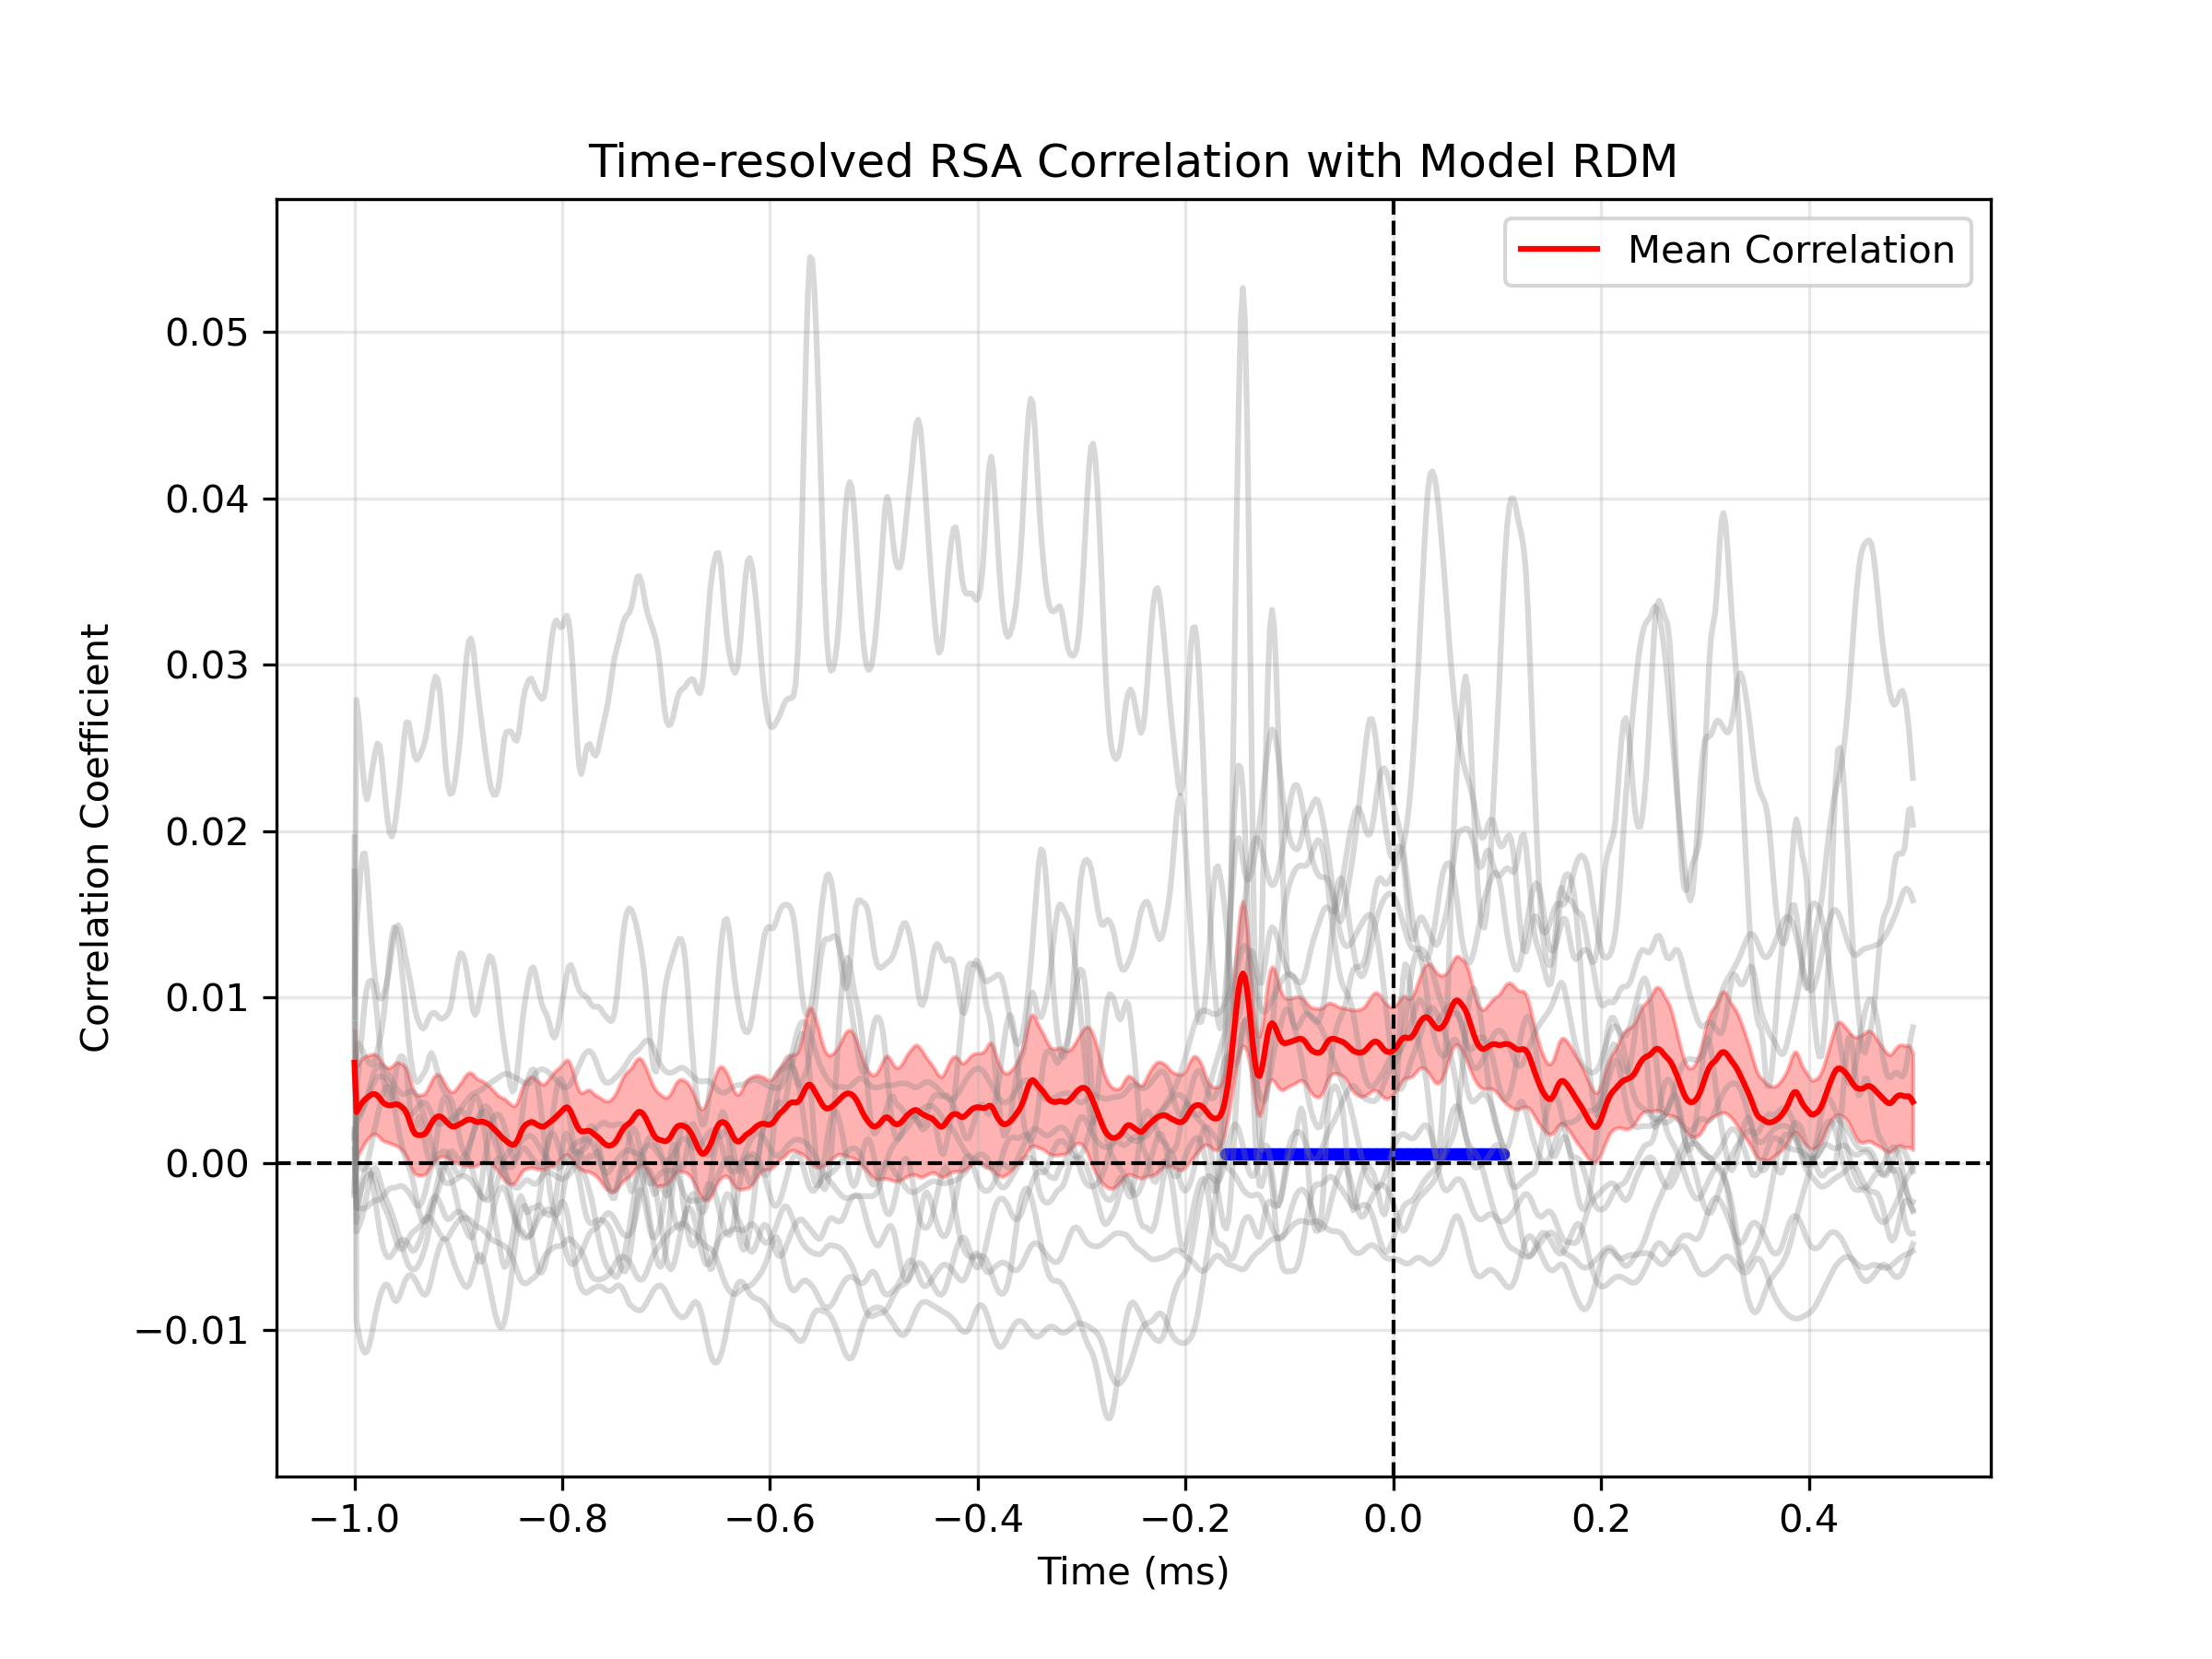 Time-resolved RSA Correlation with Model RDM
Mean Correlation
Correlation Coefficient
0.05
0.04
0.03
0.02
0.01
0.00
−0.01
−1.0 −0.8 −0.6 −0.4 −0.2 0.0 0.2 0.4
Time (ms)